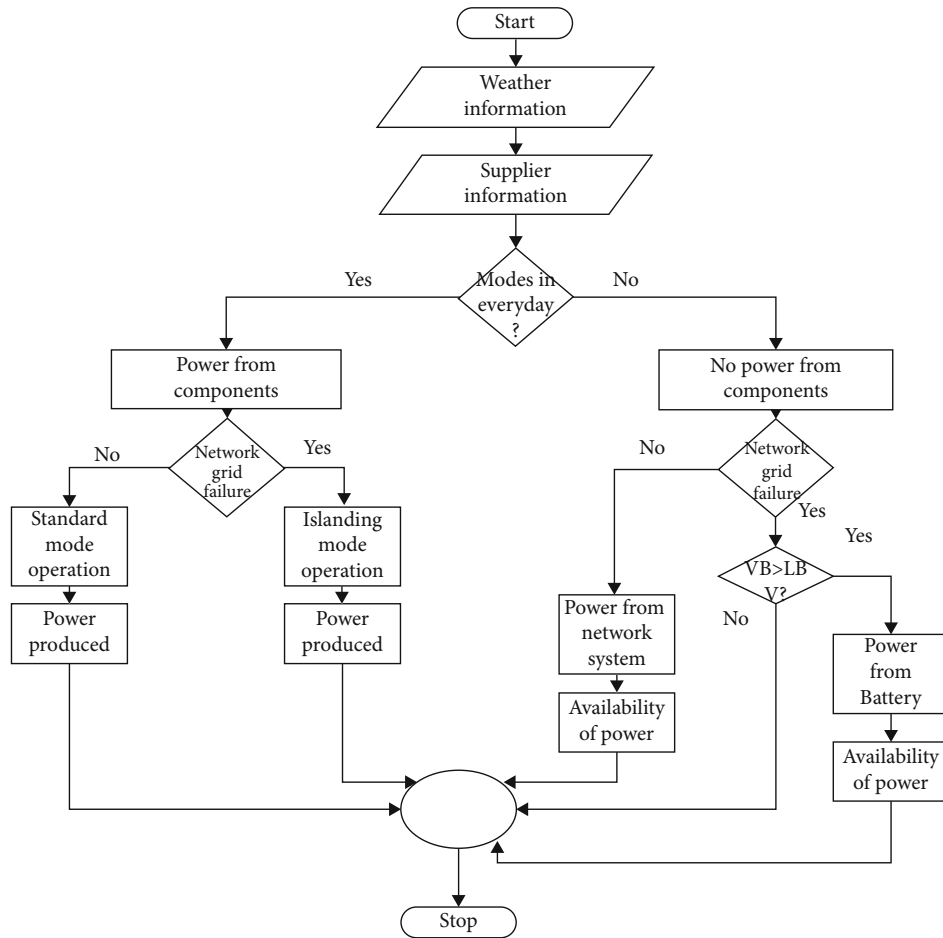 Start
Weather
information
Supplier
information
Yes
Modes in
everyday
?
No
Power from
components
No power from
components
No
Network
grid
failure
Yes
No
Network
grid
failure
Yes
Standard
mode
operation
Islanding
mode
operation
Yes
VB>LB
V?
No
Power
produced
Power
produced
Power from
network
system
Power
from
Battery
Availability
of power
Availability
of power
Stop